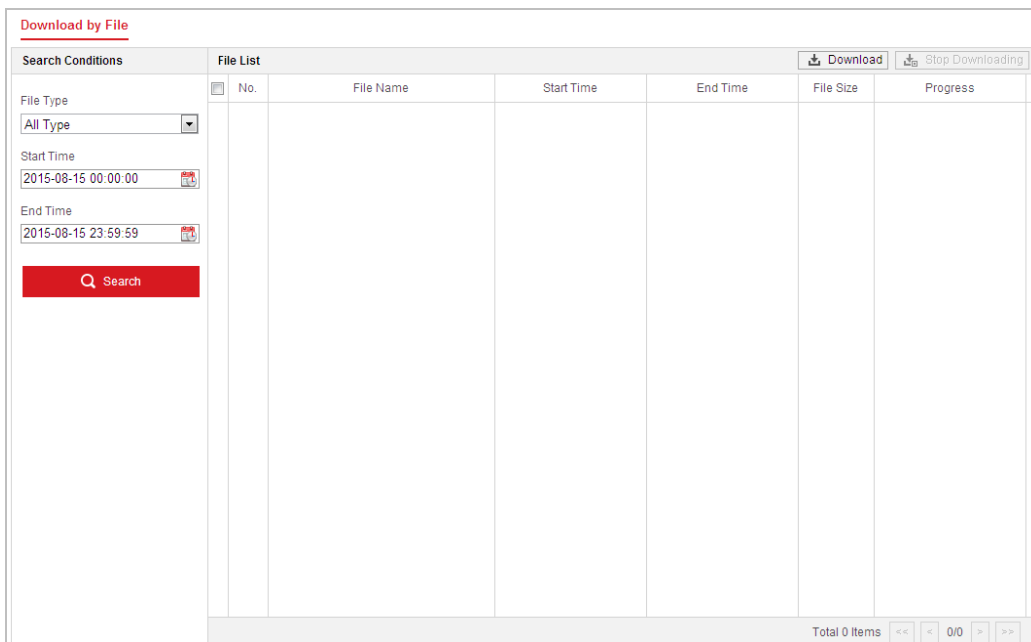 Download by File
Search Conditions
File Type
All Type
Start Time
2015-08-15 00:00:00
End Time
2015-08-15 23:59:59
Search
File List
Download
Stop Downloading
No. File Name Start Time End Time File Size Progress
Total 0 Items << < 0/0 > >>